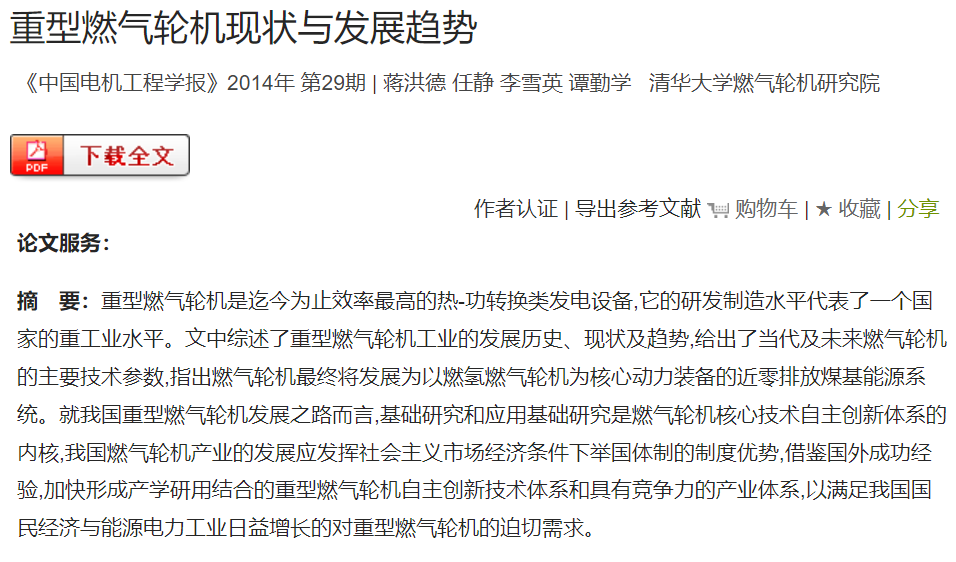 重型燃气轮机现状与发展趋势
《中国电机工程学报》2014年 第29期 | 蒋洪德 任静 李雪英 谭勤学 清华大学燃气轮机研究院
PDF 下载全文
作者认证 | 导出参考文献 购物车 | ★ 收藏 | 分享
论文服务：
摘 要：重型燃气轮机是迄今为止效率最高的热-功转换类发电设备,它的研发制造水平代表了一个国
家的重工业水平。文中综述了重型燃气轮机工业的发展历史、现状及趋势,给出了当代及未来燃气轮机
的主要技术参数,指出燃气轮机最终将发展为以燃氢燃气轮机为核心动力装备的近零排放煤基能源系
统。就我国重型燃气轮机发展之路而言,基础研究和应用基础研究是燃气轮机核心技术自主创新体系的
内核,我国燃气轮机产业的发展应发挥社会主义市场经济条件下举国体制的制度优势,借鉴国外成功经
验,加快形成产学研用结合的重型燃气轮机自主创新技术体系和具有竞争力的产业体系,以满足我国国
民经济与能源电力工业日益增长的对重型燃气轮机的迫切需求。